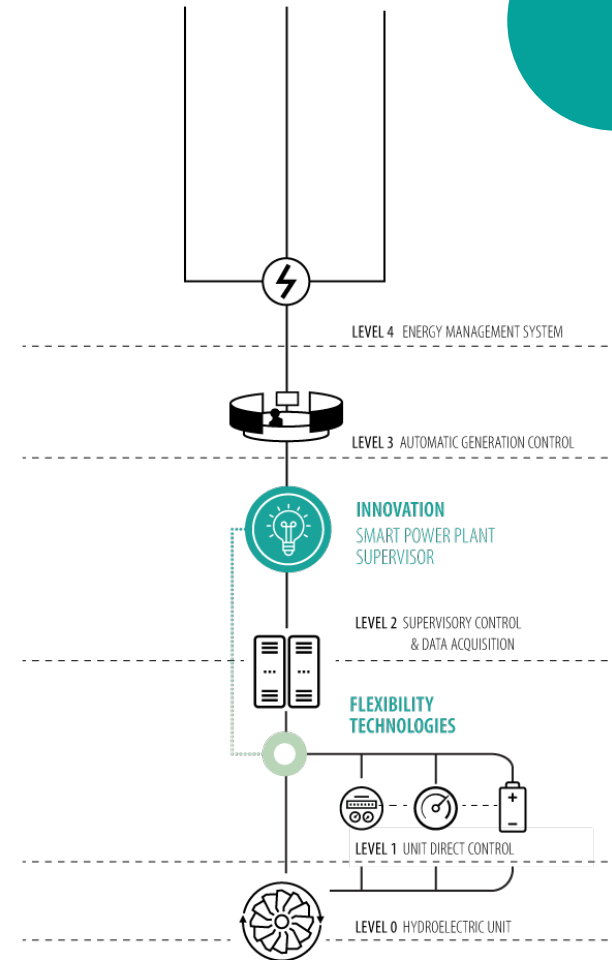 LEVEL 4 ENERGY MANAGEMENT SYSTEM
LEVEL 3 AUTOMATIC GENERATION CONTROL
INNOVATION
SMART POWER PLANT
SUPERVISOR
LEVEL 2 SUPERVISORY CONTROL
& DATA ACQUISITION
FLEXIBILITY
TECHNOLOGIES
LEVEL 1 UNIT DIRECT CONTROL
LEVEL 0 HYDROELECTRIC UNIT